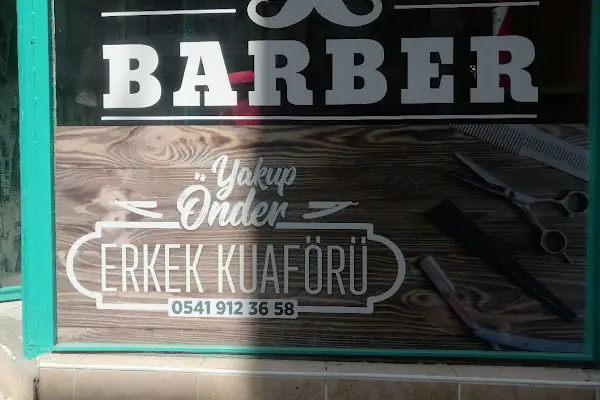 BARBER
Yakup
Önder
ERKEK KUAFÖRÜ
0541 912 36 58